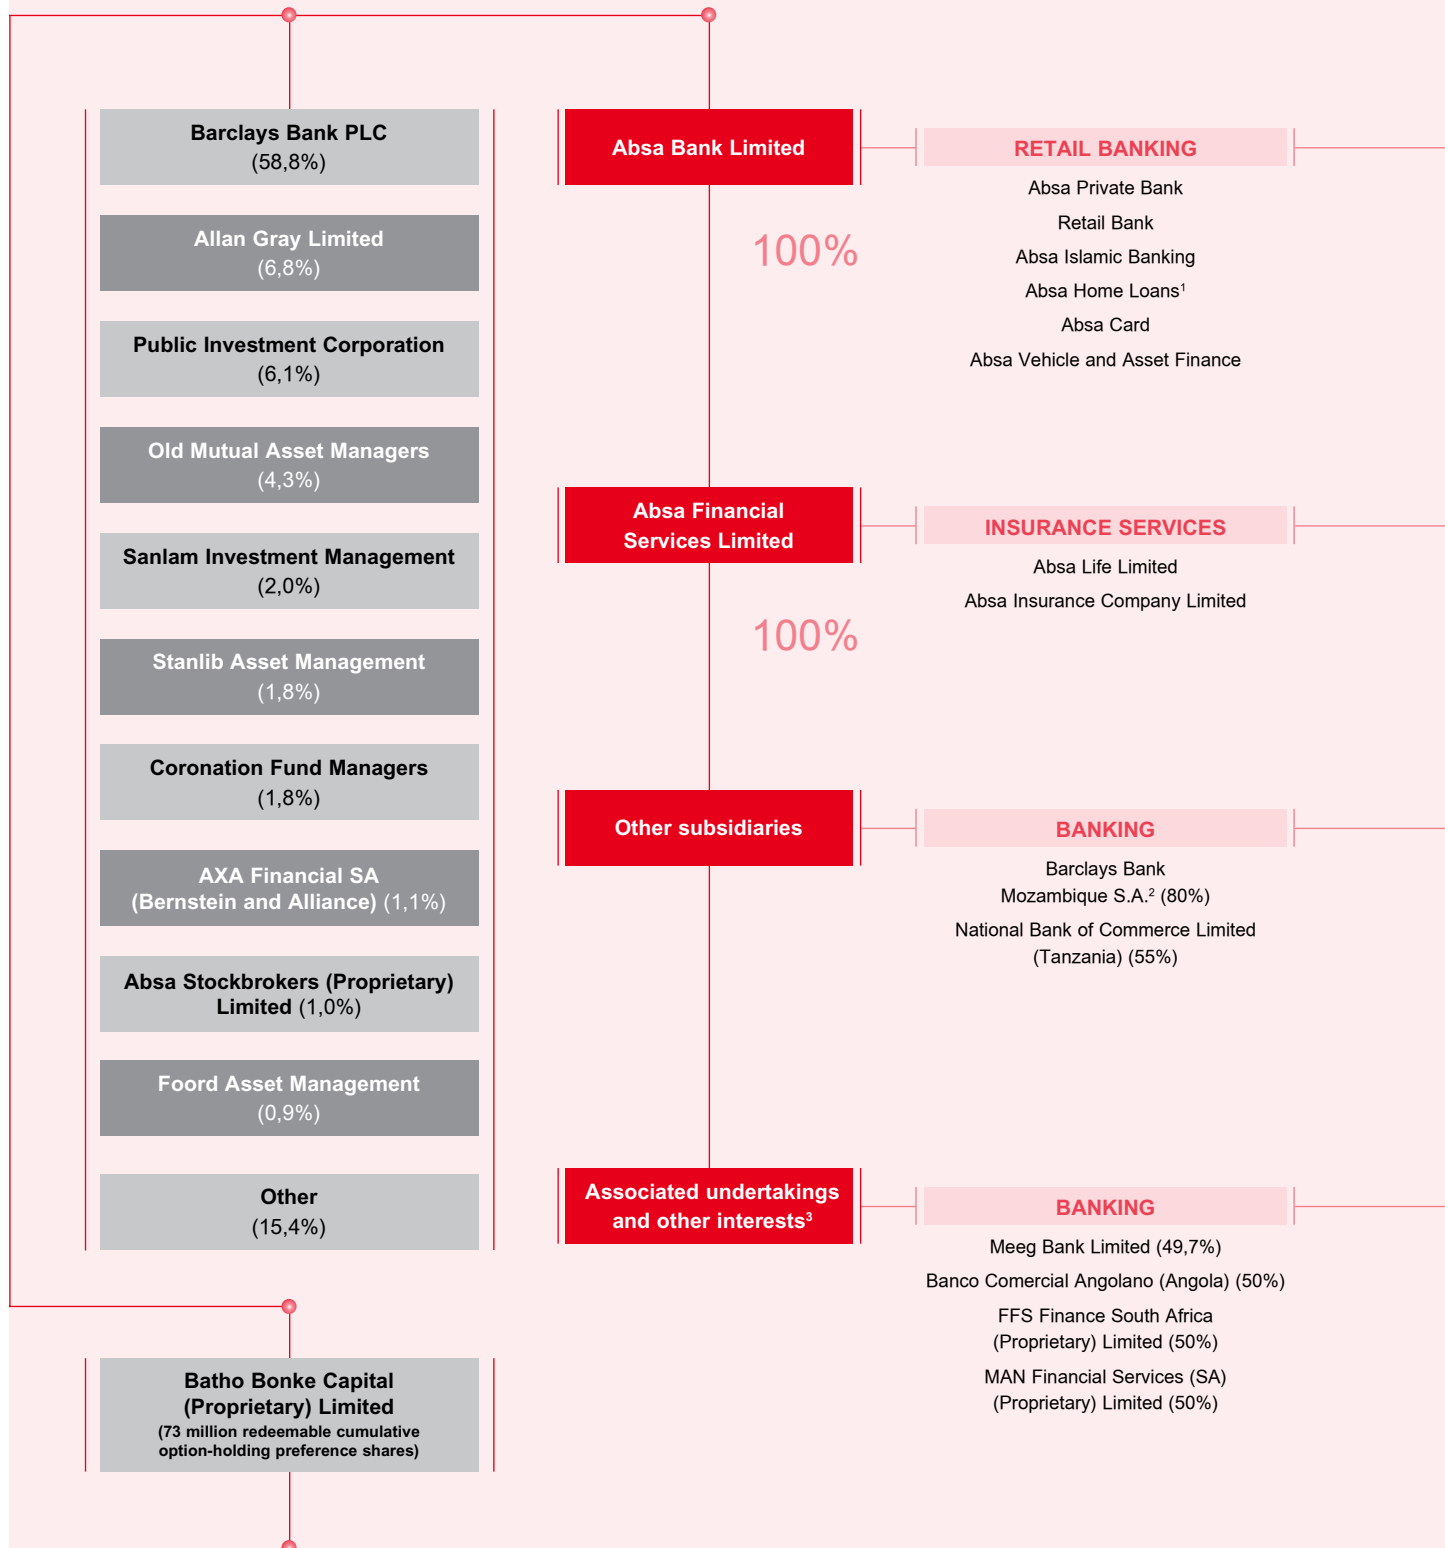 Barclays Bank PLC
(58,8%)
Allan Gray Limited
(6,8%)
Public Investment Corporation
(6,1%)
Old Mutual Asset Managers
(4,3%)
Sanlam Investment Management
(2,0%)
Stanlib Asset Management
(1,8%)
Coronation Fund Managers
(1,8%)
AXA Financial SA
(Bernstein and Alliance) (1,1%)
Absa Stockbrokers (Proprietary)
Limited (1,0%)
Foord Asset Management
(0,9%)
Other
(15,4%)
Batho Bonke Capital
(Proprietary) Limited
(73 million redeemable cumulative
option-holding preference shares)
Absa Bank Limited
100%
RETAIL BANKING
Absa Private Bank
Retail Bank
Absa Islamic Banking
Absa Home Loans¹
Absa Card
Absa Vehicle and Asset Finance
Absa Financial
Services Limited
100%
INSURANCE SERVICES
Absa Life Limited
Absa Insurance Company Limited
Other subsidiaries
BANKING
Barclays Bank
Mozambique S.A.² (80%)
National Bank of Commerce Limited
(Tanzania) (55%)
Associated undertakings
and other interests³
BANKING
Meeg Bank Limited (49,7%)
Banco Comercial Angolano (Angola) (50%)
FFS Finance South Africa
(Proprietary) Limited (50%)
MAN Financial Services (SA)
(Proprietary) Limited (50%)